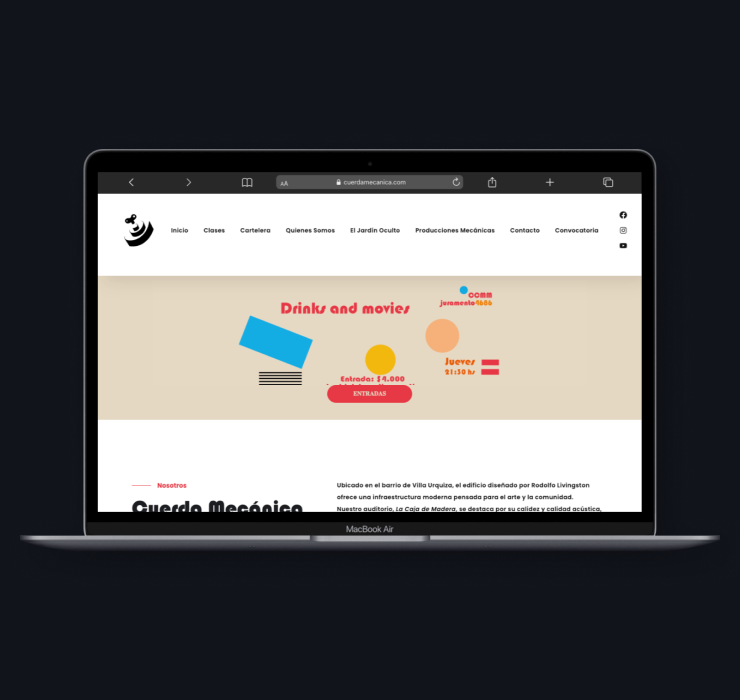 AA cuerdamecanica.com
Inicio Clases Cartelera Quienes Somos El Jardín Oculto Producciones Mecánicas Contacto Convocatoria
Drinks and movies
CCMM
juramento4686
Jueves
21:30 hs
Entrada: $4.000
ENTRADAS
Nosotros
Cuerda Mecánica
Ubicado en el barrio de Villa Urquiza, el edificio diseñado por Rodolfo Livingston
ofrece una infraestructura moderna pensada para el arte y la comunidad.
Nuestro auditorio, La Caja de Madera, se destaca por su calidez y calidad acústica,
MacBook Air